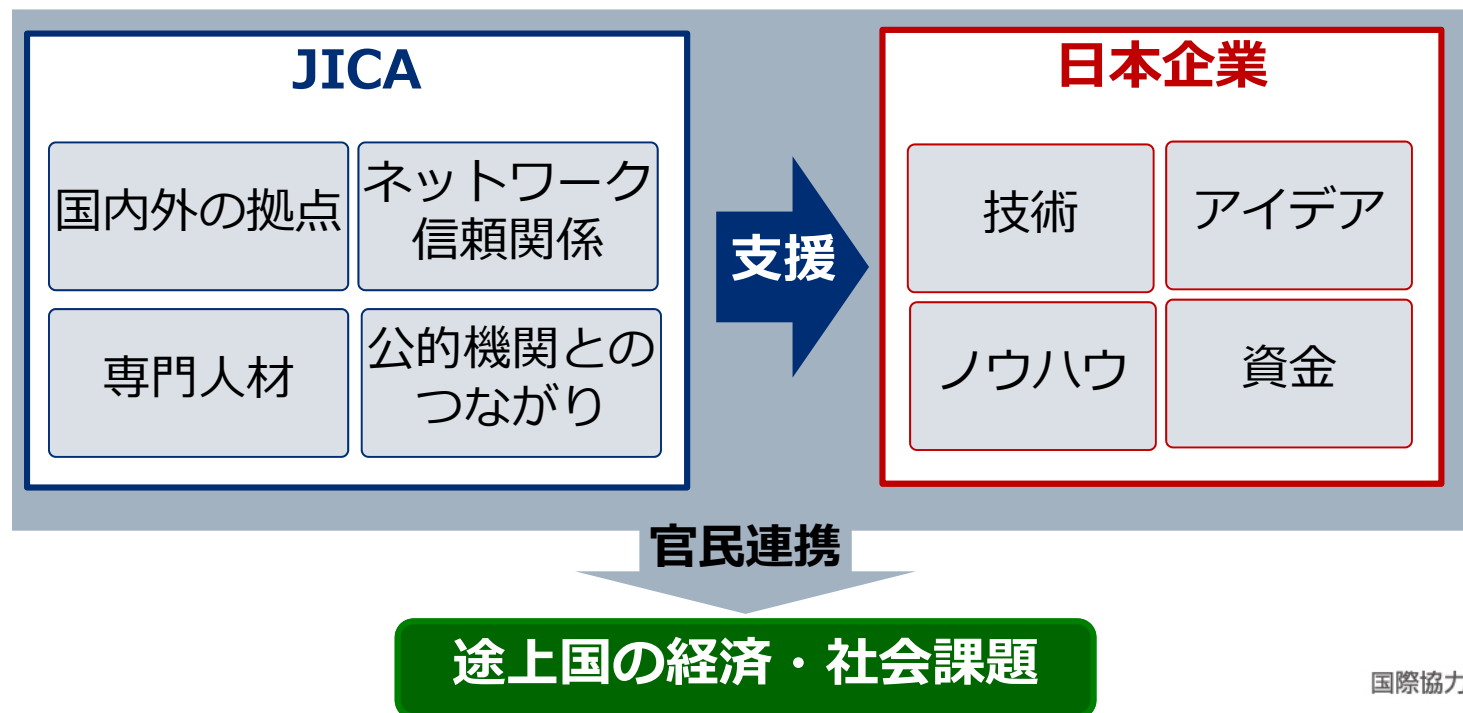 JICA
国内外の拠点
ネットワーク
信頼関係
専門人材
公的機関との
つながり
支援
日本企業
技術
アイデア
ノウハウ
資金
官民連携
途上国の経済・社会課題
国際協力